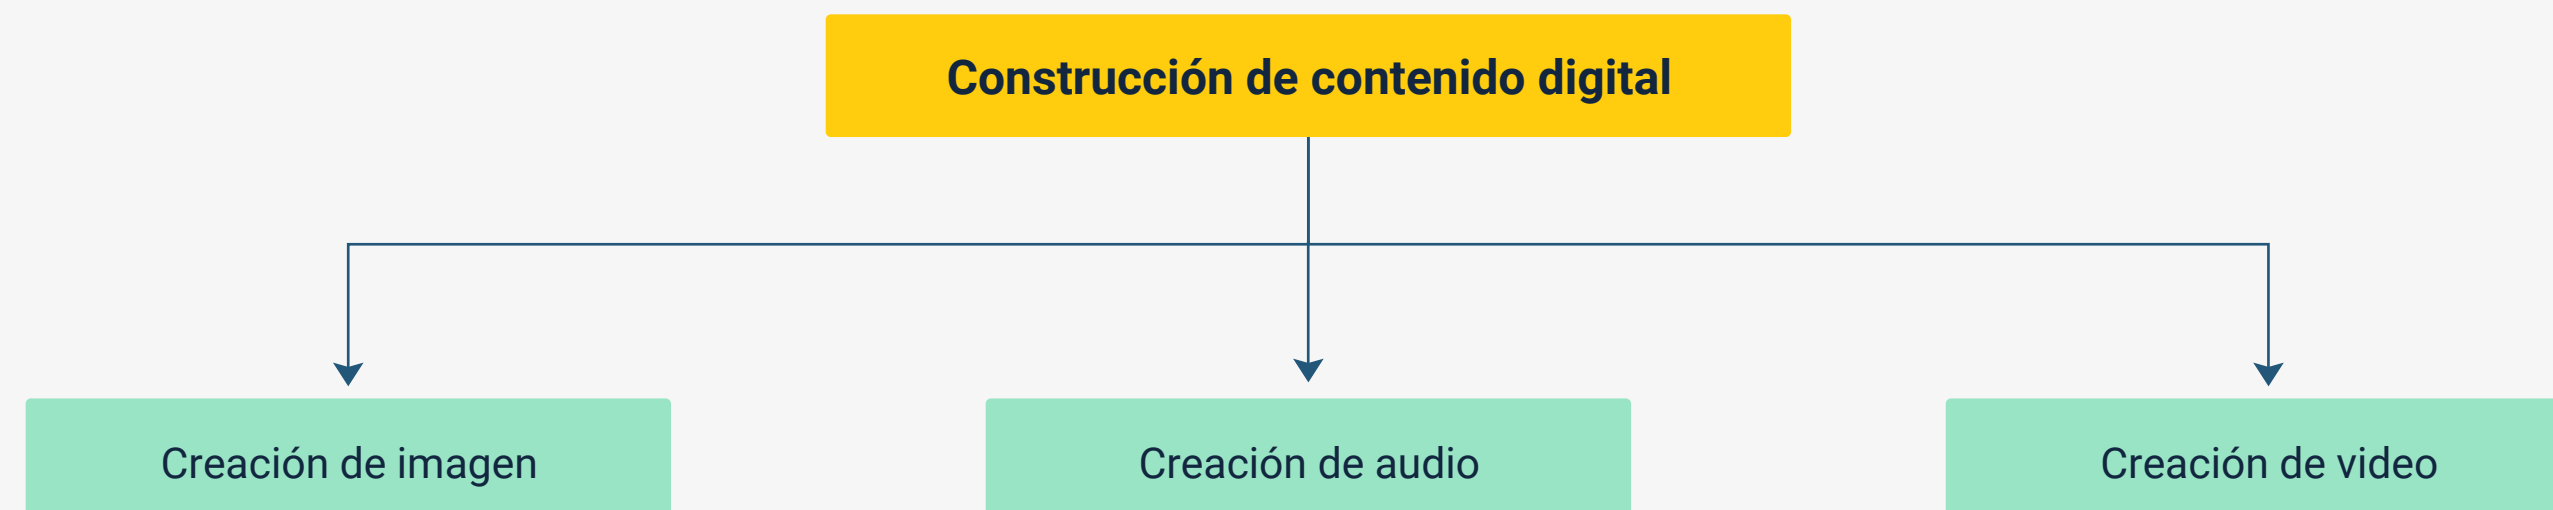 Construcción de contenido digital
Creación de imagen
Creación de audio
Creación de video